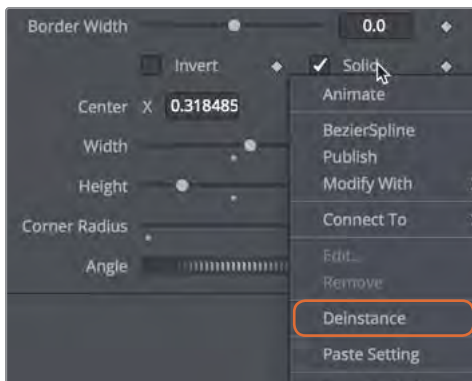 Border Width 0.0
Invert Solid
Center X 0.318485
Animate
Width
BezierSpline
Publish
Height
Modify With
Corner Radius
Connect To
Angle
Edit...
Remove
Deinstance
Paste Setting